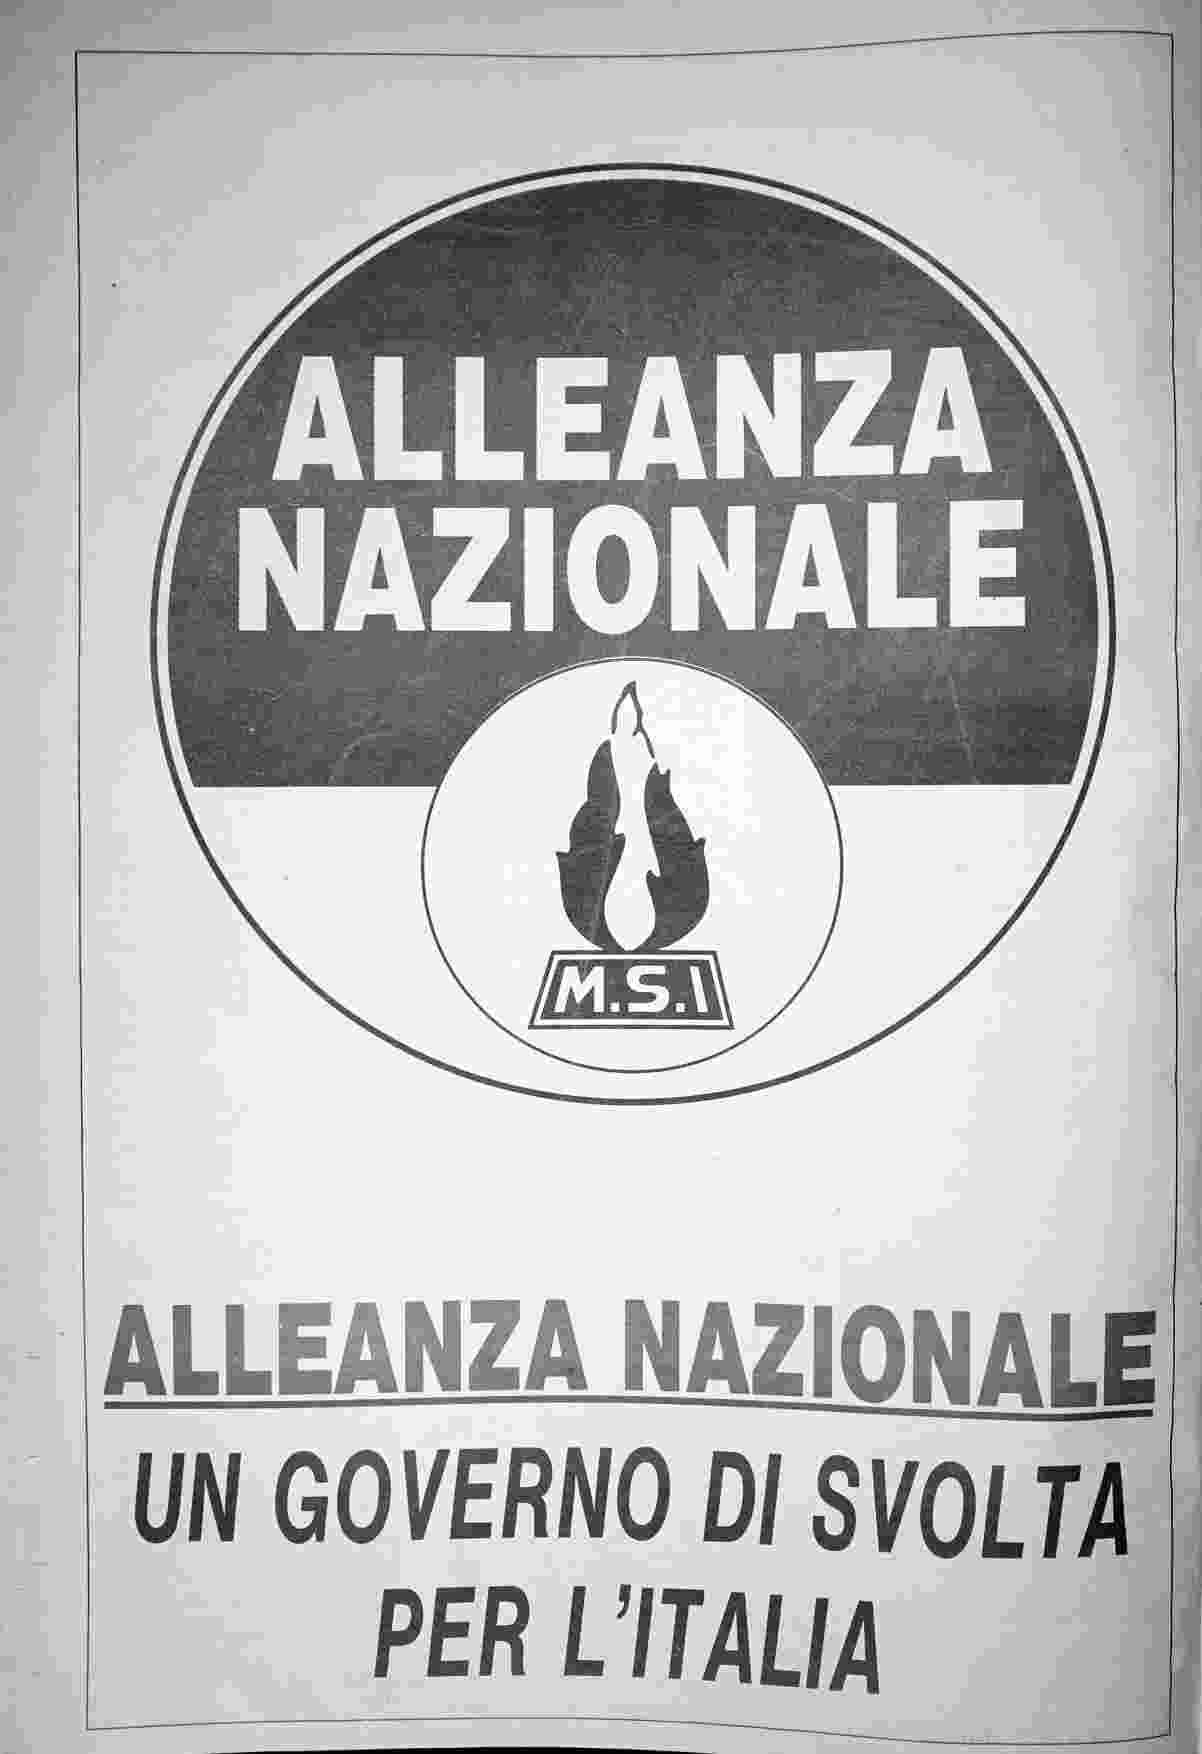 ALLEANZA
NAZIONALE
M.S.I
ALLEANZA NAZIONALE
UN GOVERNO DI SVOLTA
PER L'ITALIA